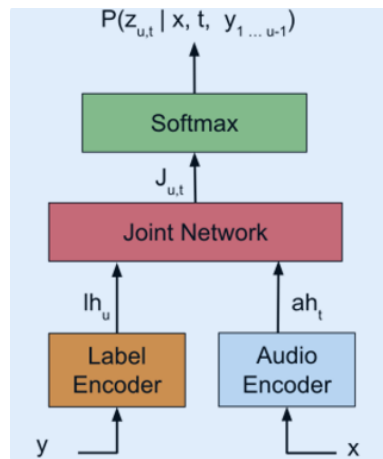 P(z_{u,t} | x, t, y_{1 ... u-1})
Softmax
J_{u,t}
Joint Network
lh_u ah_t
Label Audio
Encoder Encoder
y x